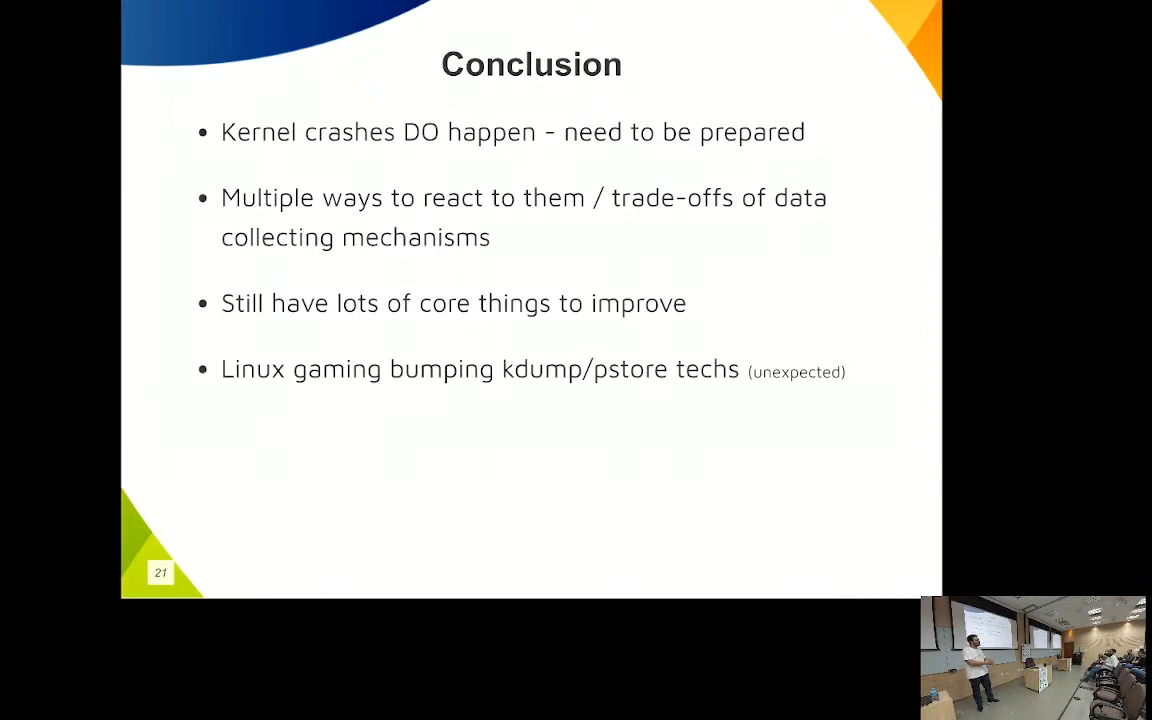 Conclusion
• Kernel crashes DO happen - need to be prepared
• Multiple ways to react to them / trade-offs of data
collecting mechanisms
• Still have lots of core things to improve
• Linux gaming bumping kdump/pstore techs (unexpected)
21